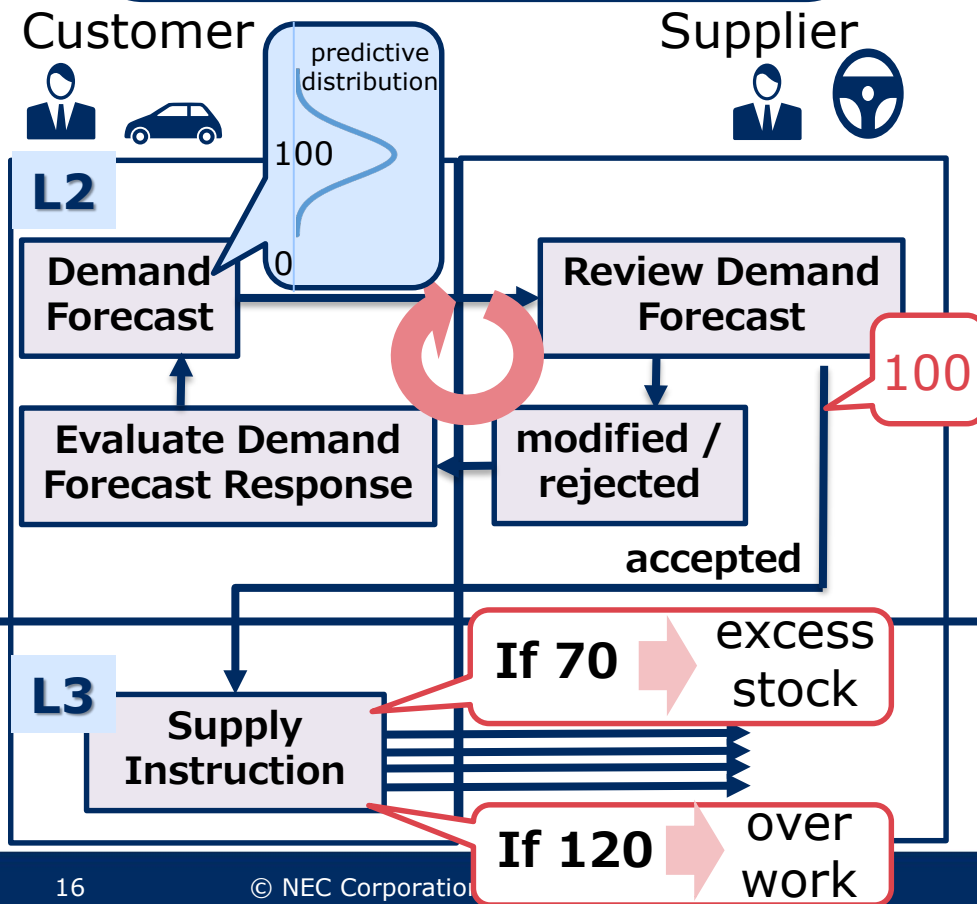 Customer
Supplier
predictive
distribution
100
0
L2
Demand
Forecast
Review Demand
Forecast
100
Evaluate Demand
Forecast Response
modified /
rejected
accepted
L3
Supply
Instruction
If 70
excess
stock
If 120
over
work
16
© NEC Corporation